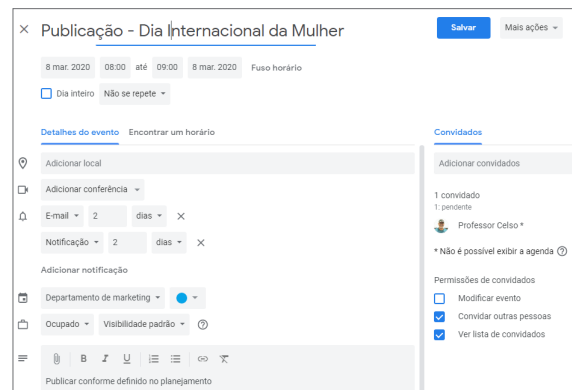 Publicação - Dia Internacional da Mulher
Salvar
Mais ações
8 mar. 2020 08:00 até 09:00 8 mar. 2020 Fuso horário
Dia inteiro Não se repete
Detalhes do evento Encontrar um horário
Convidados
Adicionar local
Adicionar convidados
Adicionar conferência
1 convidado
1: pendente
E-mail 2 dias
Professor Celso *
Notificação 2 dias
* Não é possível exibir a agenda
Adicionar notificação
Permissões de convidados
Departamento de marketing
Modificar evento
Ocupado Visibilidade padrão
Convidar outras pessoas
Ver lista de convidados
B I U
Publicar conforme definido no planejamento